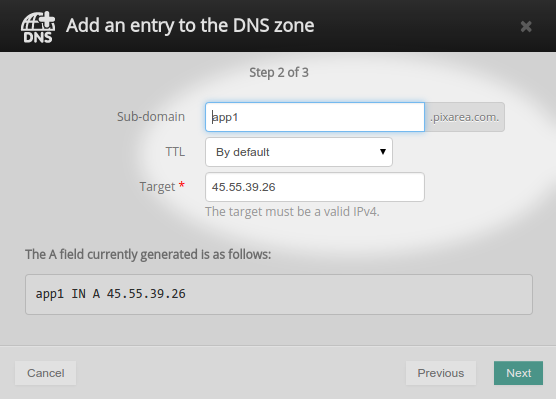 DNS
Add an entry to the DNS zone
×
Step 2 of 3
Sub-domain app1 .pixarea.com.
TTL By default
Target * 45.55.39.26
The target must be a valid IPv4.
The A field currently generated is as follows:
app1 IN A 45.55.39.26
Cancel Previous Next